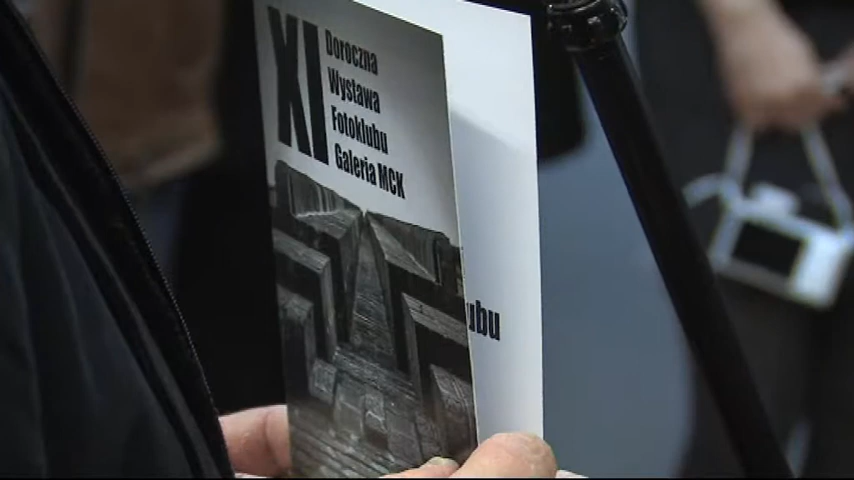 XI
Doroczna
Wystawa
Fotoklubu
Galeria MCK
ubu